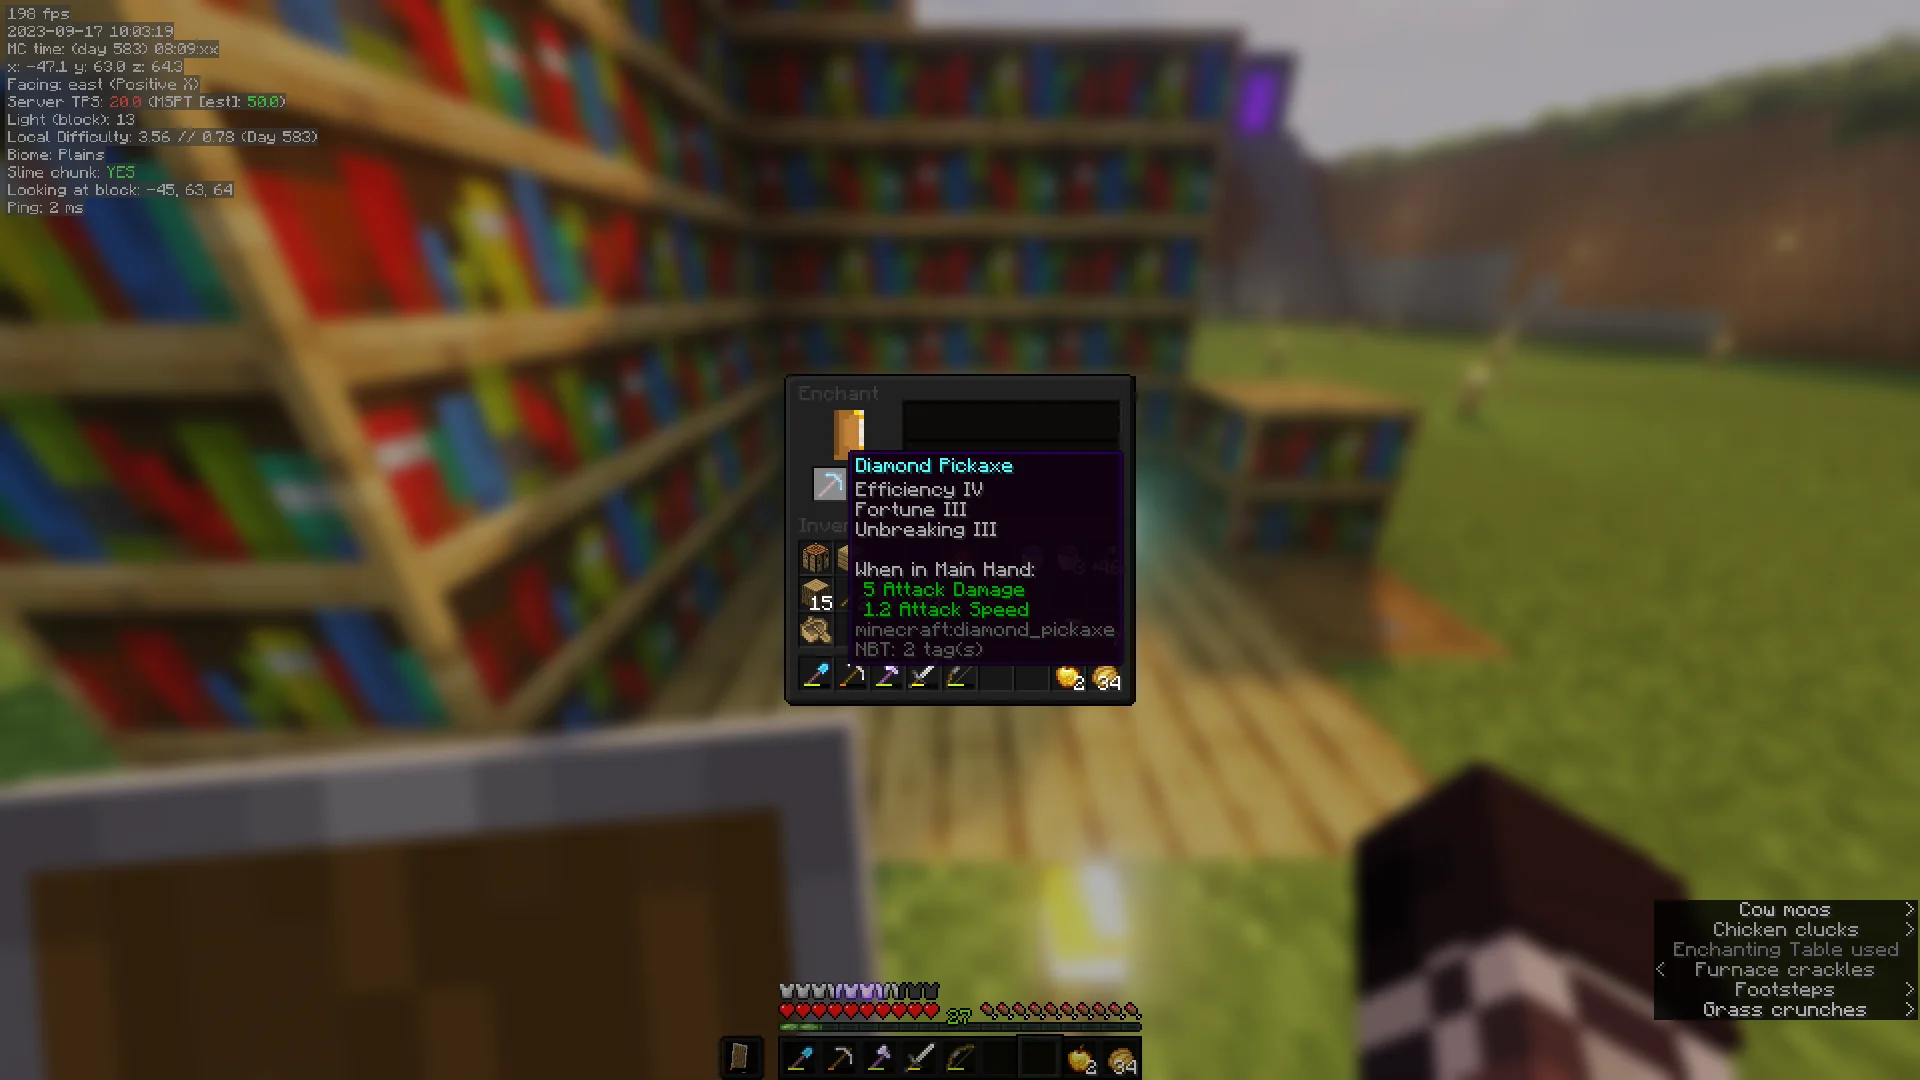 198 fps
2023-09-17 10:03:19
MC time: (day 583) 08:09:xx
x: -47.1 y: 63.0 z: 64.3
Facing: east (Positive X)
Server TPS: 20.0 (MSPT [est]: 50.0)
Light (block): 13
Local Difficulty: 3.56 // 0.78 (Day 583)
Biome: Plains
Slime chunk: YES
Looking at block: -45, 63, 64
Ping: 2 ms
Enchant
Diamond Pickaxe
Efficiency IV
Fortune III
Unbreaking III
Inve
When in Main Hand:
5 Attack Damage
1.2 Attack Speed
minecraft:diamond_pickaxe
NBT: 2 tag(s)
15
2
34
Cow moos >
Chicken clucks >
Enchanting Table used
< Furnace crackles
Footsteps >
Grass crunches >
27
2
34